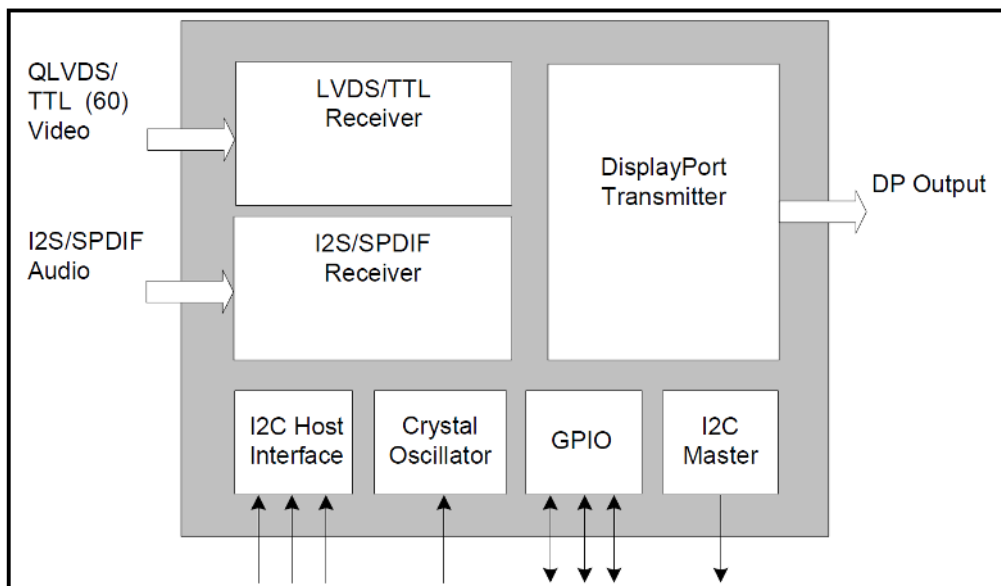 QLVDS/
TTL (60)
Video
LVDS/TTL
Receiver
DisplayPort
Transmitter
DP Output
I2S/SPDIF
Audio
I2S/SPDIF
Receiver
I2C Host
Interface
Crystal
Oscillator
GPIO
I2C
Master